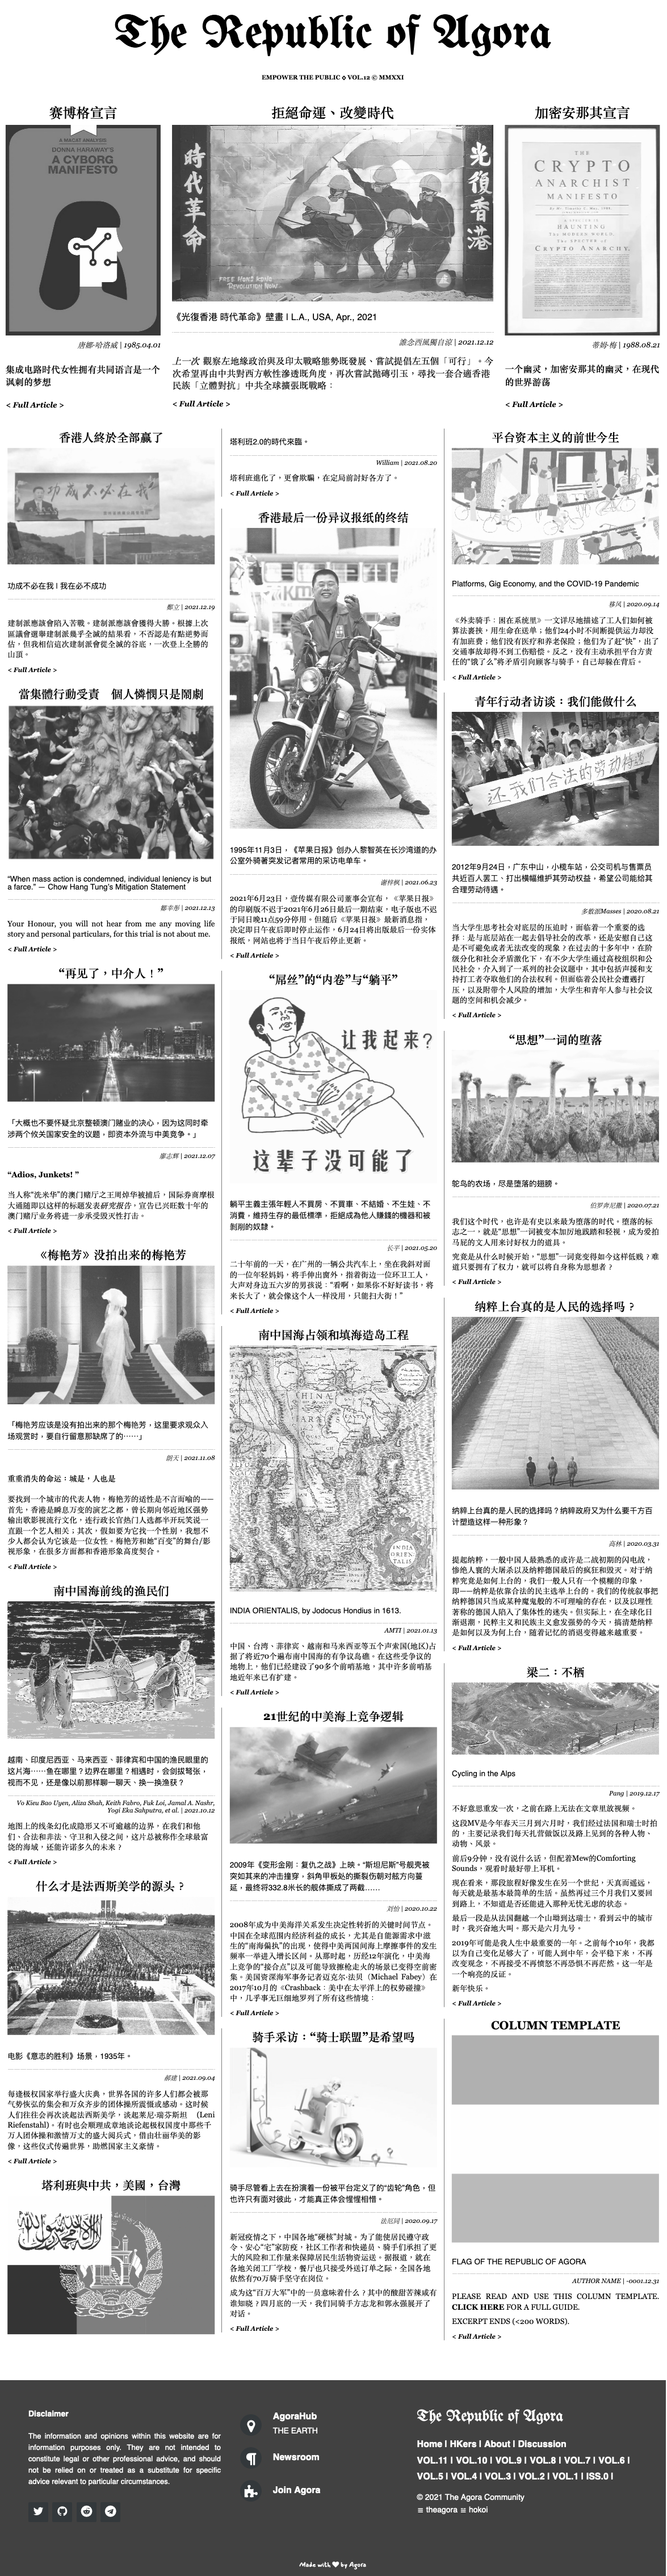 The Republic of Agora
EMPOWER THE PUBLIC ◊ VOL.12 © MMXXI
赛博格宣言
A MACAT ANALYSIS
DONNA HARAWAY'S
A CYBORG
MANIFESTO
唐娜·哈洛威 | 1985.04.01
集成电路时代女性拥有共同语言是一个
讽刺的梦想
< Full Article >
拒絕命運、改變時代
時代革命
光復香港
FREE HONG KONG
REVOLUTION NOW
《光復香港 時代革命》壁畫 | L.A., USA, Apr., 2021
誰念西風獨自涼 | 2021.12.12
上一次 觀察左地緣政治與及印太戰略態勢既發展、嘗試提倡左五個「可行」。今
次希望再由中共對西方軟性滲透既角度，再次嘗試拋磚引玉，尋找一套合適香港
民族「立體對抗」中共全球擴張既戰略：
< Full Article >
加密安那其宣言
THE
CRYPTO
ANARCHIST
MANIFESTO
HAUNTING
THE MODERN WORLD,
THE SPECTER OF
CRYPTO ANARCHY.
蒂姆·梅 | 1988.08.21
一个幽灵，加密安那其的幽灵，在现代
的世界游荡
< Full Article >
香港人終於全部贏了
功成不必在我 | 我在必不成功
鄭立 | 2021.12.19
建制派應該會陷入苦戰。建制派應該會獲得大勝。根據上次
區議會選舉建制派幾乎全滅的結果看，不否認是有點逆勢而
估，但我相信這次建制派會從全滅的谷底，一次登上全勝的
山頂。
< Full Article >
當集體行動受責　個人憐憫只是鬧劇
"When mass action is condemned, individual leniency is but
a farce." — Chow Hang Tung's Mitigation Statement
鄒幸彤 | 2021.12.13
Your Honour, you will not hear from me any moving life
story and personal particulars, for this trial is not about me.
< Full Article >
“再见了，中介人！”
「大概也不要怀疑北京整顿澳门赌业的决心，因为这同时牵
涉两个攸关国家安全的议题，即资本外流与中美竞争。」
廖志辉 | 2021.12.07
“Adios, Junkets! ”
当人称“洗米华”的澳门赌厅之王周焯华被捕后，国际券商摩根
大通随即以这样的标题发表研究报告，宣告已兴旺数十年的
澳门赌厅业务将进一步承受毁灭性打击。
< Full Article >
《梅艳芳》没拍出来的梅艳芳
「梅艳芳应该是没有拍出来的那个梅艳芳，这里要求观众入
场观赏时，要自行留意那缺席了的……」
朗天 | 2021.11.08
重重消失的命运：城是，人也是
要找到一个城市的代表人物，梅艳芳的适性是不言而喻的——
首先，香港是瞬息万变的演艺之都，曾长期向邻近地区强势
输出歌影视流行文化，连行政长官热门人选都半开玩笑说一
直跟一个艺人相关；其次，假如要为它找一个性别，我想不
少人都会认为它该是一位女性。梅艳芳和她“百变”的舞台/影
视形象，在很多方面都和香港形象高度契合。
< Full Article >
南中国海前线的渔民们
越南、印度尼西亚、马来西亚、菲律宾和中国的渔民眼里的
这片海……鱼在哪里？边界在哪里？相遇时，会剑拔弩张，
视而不见，还是像以前那样聊一聊天、换一换渔获？
Vo Kieu Bao Uyen, Aliza Shah, Keith Fabro, Fuk Loi, Jamal A. Nashr,
Yogi Eka Sahputra, et al. | 2021.10.12
地图上的线条幻化成隐形又不可逾越的边界，在我们和他
们、合法和非法、守卫和入侵之间，这片总被称作全球最富
饶的海域，还能许诺多久的未来？
< Full Article >
什么才是法西斯美学的源头？
电影《意志的胜利》场景，1935年。
郝建 | 2021.09.04
每逢极权国家举行盛大庆典，世界各国的许多人们都会被那
气势恢弘的集会和万众齐步的团体操所震慑或感动。这时候
人们往往会再次谈起法西斯美学，谈起莱尼·瑞芬斯坦 (Leni
Riefenstahl)。有时也会顺理成章地谈论起极权国度中那些千
万人团体操和激情万丈的盛大阅兵式，借由壮丽华美的影
像，这些仪式传遍世界，助燃国家主义豪情。
< Full Article >
塔利班與中共，美國，台灣
塔利班2.0的時代來臨。
William | 2021.08.20
塔利班進化了，更會欺騙，在定局前討好各方了。
< Full Article >
香港最后一份异议报纸的终结
1995年11月3日，《苹果日报》创办人黎智英在长沙湾道的办
公室外骑著突发记者常用的采访电单车。
谢梓枫 | 2021.06.23
2021年6月23日，壹传媒有限公司董事会宣布，《苹果日报》
的印刷版不迟于2021年6月26日最后一期结束，电子版也不迟
于同日晚11点59分停用。但随后《苹果日报》最新消息指，
决定即日午夜后即时停止运作，6月24日将出版最后一份实体
报纸，网站也将于当日午夜后停止更新。
< Full Article >
“屌丝”的“内卷”与“躺平”
让我起来？
这辈子没可能了
躺平主義主張年輕人不買房、不買車、不結婚、不生娃、不
消費，維持生存的最低標準，拒絕成為他人賺錢的機器和被
剝削的奴隸。
长平 | 2021.05.20
二十年前的一天，在广州的一辆公共汽车上，坐在我斜对面
的一位年轻妈妈，将手伸出窗外，指着街边一位环卫工人，
大声对身边五六岁的男孩说：“看啊，如果你不好好读书，将
来长大了，就会像这个人一样没用，只能扫大街！”
< Full Article >
南中国海占领和填海造岛工程
CHINA
INDIA
ORIEN-
TALIS
INDIA ORIENTALIS, by Jodocus Hondius in 1613.
AMTI | 2021.01.13
中国、台湾、菲律宾、越南和马来西亚等五个声索国(地区)占
据了将近70个遍布南中国海的有争议岛礁。在这些受争议的
地物上，他们已经建设了90多个前哨基地，其中许多前哨基
地近年来已有扩建。
< Full Article >
21世纪的中美海上竞争逻辑
2009年《变形金刚：复仇之战》上映。“斯坦尼斯”号舰壳被
突如其来的冲击撞穿，斜角甲板处的撕裂伤朝对舷方向蔓
延，最终将332.8米长的舰体撕成了两截……
刘怡 | 2020.10.22
2008年成为中美海洋关系发生决定性转折的关键时间节点。
中国在全球范围内经济利益的成长，尤其是自能源需求中滋
生的“南海偏执”的出现，使得中美两国间海上摩擦事件的发生
频率一举进入增长区间，从那时起，历经12年演化，中美海
上竞争的“接合点”以及可能导致擦枪走火的场景已变得空前密
集。美国资深海军事务记者迈克尔·法贝（Michael Fabey）在
2017年10月的《Crashback：美中在太平洋上的权势碰撞》
中，几乎事无巨细地罗列了所有这些情境：
< Full Article >
骑手采访：“骑士联盟”是希望吗
骑手尽管看上去在扮演着一份被平台定义了的“齿轮”角色，但
也许只有面对彼此，才能真正体会惺惺相惜。
法厄同 | 2020.09.17
新冠疫情之下，中国各地“硬核”封城。为了能使居民遵守政
令、安心“宅”家防疫，社区工作者和快递员、骑手们承担了更
大的风险和工作量来保障居民生活物资运送。据报道，就在
各地关闭工厂学校，餐厅也只接受外送订单之际，全国各地
依然有70万骑手坚守在岗位。
成为这“百万大军”中的一员意味着什么？其中的酸甜苦辣咸有
谁知晓？四月底的一天，我们同骑手方志龙和郭永强展开了
对话。
< Full Article >
平台资本主义的前世今生
Platforms, Gig Economy, and the COVID-19 Pandemic
移风 | 2020.09.14
《外卖骑手：困在系统里》一文详尽地描述了工人们如何被
算法裹挟，用生命在送单；他们24小时不间断提供运力却没
有加班费；他们没有医疗和养老保险；他们为了赶“快”，出了
交通事故却得不到工伤赔偿。反之，没有主动承担平台方责
任的“饿了么”将矛盾引向顾客与骑手，自己却躲在背后。
< Full Article >
青年行动者访谈：我们能做什么
还我们合法的劳动待遇
2012年9月24日，广东中山，小榄车站，公交司机与售票员
共近百人罢工、打出横幅维护其劳动权益，希望公司能给其
合理劳动待遇。
多数派Masses | 2020.08.21
当大学生思考社会对底层的压迫时，面临着一个重要的选
择：是与底层站在一起去倡导社会的改革，还是安慰自己这
是不可避免或者无法改变的现象？在过去的十多年中，在阶
级分化和社会矛盾激化下，有不少大学生通过高校组织和公
民社会，介入到了一系列的社会议题中，其中包括声援和支
持打工者夺取他们的合法权利。但面临着公民社会遭遇打
压，以及附带个人风险的增加，大学生和青年人参与社会议
题的空间和机会减少。
< Full Article >
“思想”一词的堕落
鸵鸟的农场，尽是堕落的翅膀。
伯罗奔尼撒 | 2020.07.21
我们这个时代，也许是有史以来最为堕落的时代。堕落的标
志之一，就是“思想”一词被变本加厉地践踏和轻视，成为爱拍
马屁的文人用来讨好权力的道具。
究竟是从什么时候开始，“思想”一词竟变得如今这样低贱？难
道只要拥有了权力，就可以将自身称为思想者？
< Full Article >
纳粹上台真的是人民的选择吗？
纳粹上台真的是人民的选择吗？纳粹政府又为什么要千方百
计塑造这样一种形象？
高林 | 2020.03.31
提起纳粹，一般中国人最熟悉的或许是二战初期的闪电战，
惨绝人寰的大屠杀以及纳粹德国最后的疯狂和毁灭。对于纳
粹究竟是如何上台的，我们一般人只有一个模糊的印象，
即——纳粹是依靠合法的民主选举上台的。我们的传统叙事把
纳粹德国只当成某种魔鬼般的不可理喻的存在，以及以理性
著称的德国人陷入了集体性的迷失。但实际上，在全球化日
渐退潮，民粹主义和民族主义愈发强势的今天，搞清楚纳粹
是如何以及为何上台，随着记忆的消退变得越来越重要。
< Full Article >
梁二：不栖
Cycling in the Alps
Pang | 2019.12.17
不好意思重发一次，之前在路上无法在文章里放视频。
这段MV是今年春天三月到六月时，我们经过法国和瑞士时拍
的，主要记录我们每天扎营做饭以及路上见到的各种人物、
动物、风景。
前后9分钟，没有说什么话，但配着Mew的Comforting
Sounds，观看时最好带上耳机。
现在看来，那段旅程好像发生在另一个世纪，天真而遥远，
每天就是最基本最简单的生活。虽然再过三个月我们又要回
到路上，不知道是否还能进入那种无忧无虑的状态。
最后一段是从法国翻越一个山坳到达瑞士，看到云中的城市
时，我兴奋地大叫。那天是六月九号。
2019年可能是我人生中最重要的一年。之前每个10年，我都
以为自己变化足够大了，可能人到中年，会平稳下来，不再
改变观念，不再接受不再愤怒不再恐惧不再茫然，这一年是
一个响亮的反证。
新年快乐。
< Full Article >
COLUMN TEMPLATE
FLAG OF THE REPUBLIC OF AGORA
AUTHOR NAME | -0001.12.31
PLEASE READ AND USE THIS COLUMN TEMPLATE.
CLICK HERE FOR A FULL GUIDE.
EXCERPT ENDS (<200 WORDS).
< Full Article >
Disclaimer
The information and opinions within this website are for
information purposes only. They are not intended to
constitute legal or other professional advice, and should
not be relied on or treated as a substitute for specific
advice relevant to particular circumstances.
AgoraHub
THE EARTH
Newsroom
Join Agora
The Republic of Agora
Home | HKers | About | Discussion
VOL.11 | VOL.10 | VOL.9 | VOL.8 | VOL.7 | VOL.6 |
VOL.5 | VOL.4 | VOL.3 | VOL.2 | VOL.1 | ISS.0 |
© 2021 The Agora Community
theagora hokoi
Made with ♥ by Agora